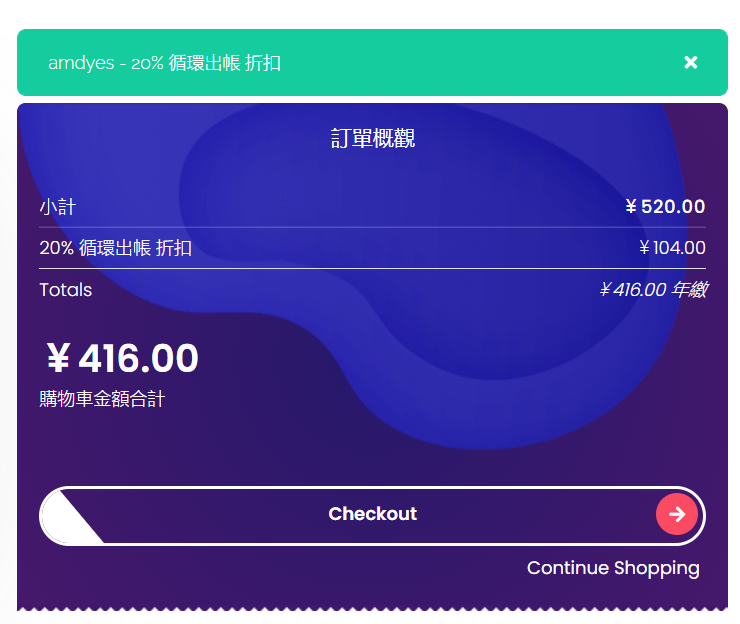 amdyes - 20% 循環出帳 折扣
訂單概觀
小計 ¥ 520.00
20% 循環出帳 折扣 ¥ 104.00
Totals ¥ 416.00 年繳
¥ 416.00
購物車金額合計
Checkout
Continue Shopping